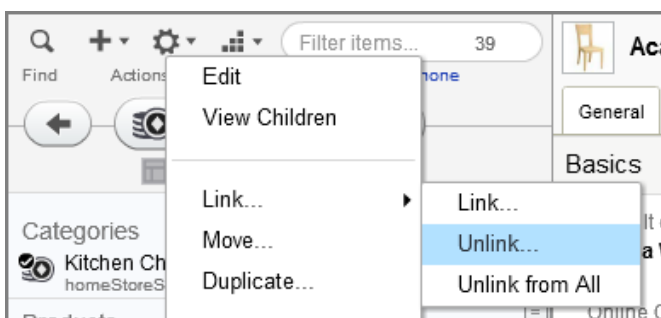 Filter items... 39
Find
Edit
View Children
Link...
Move...
Duplicate...
Link...
Unlink...
Unlink from All
General
Basics
Categories
Kitchen Ch
homeStoreS